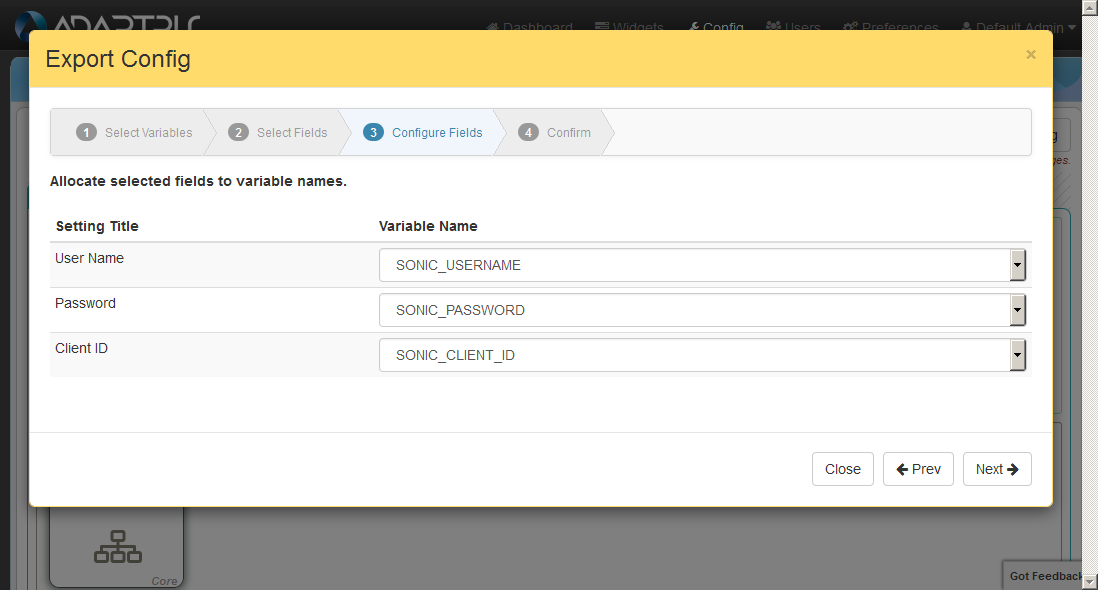 Dashboard Widgets Config Users Preferences Default Admin
Export Config ×
1 Select Variables 2 Select Fields 3 Configure Fields 4 Confirm
g
ges.
Allocate selected fields to variable names.
Setting Title Variable Name
User Name SONIC_USERNAME
Password SONIC_PASSWORD
Client ID SONIC_CLIENT_ID
Close Prev Next
Core
Got Feedback